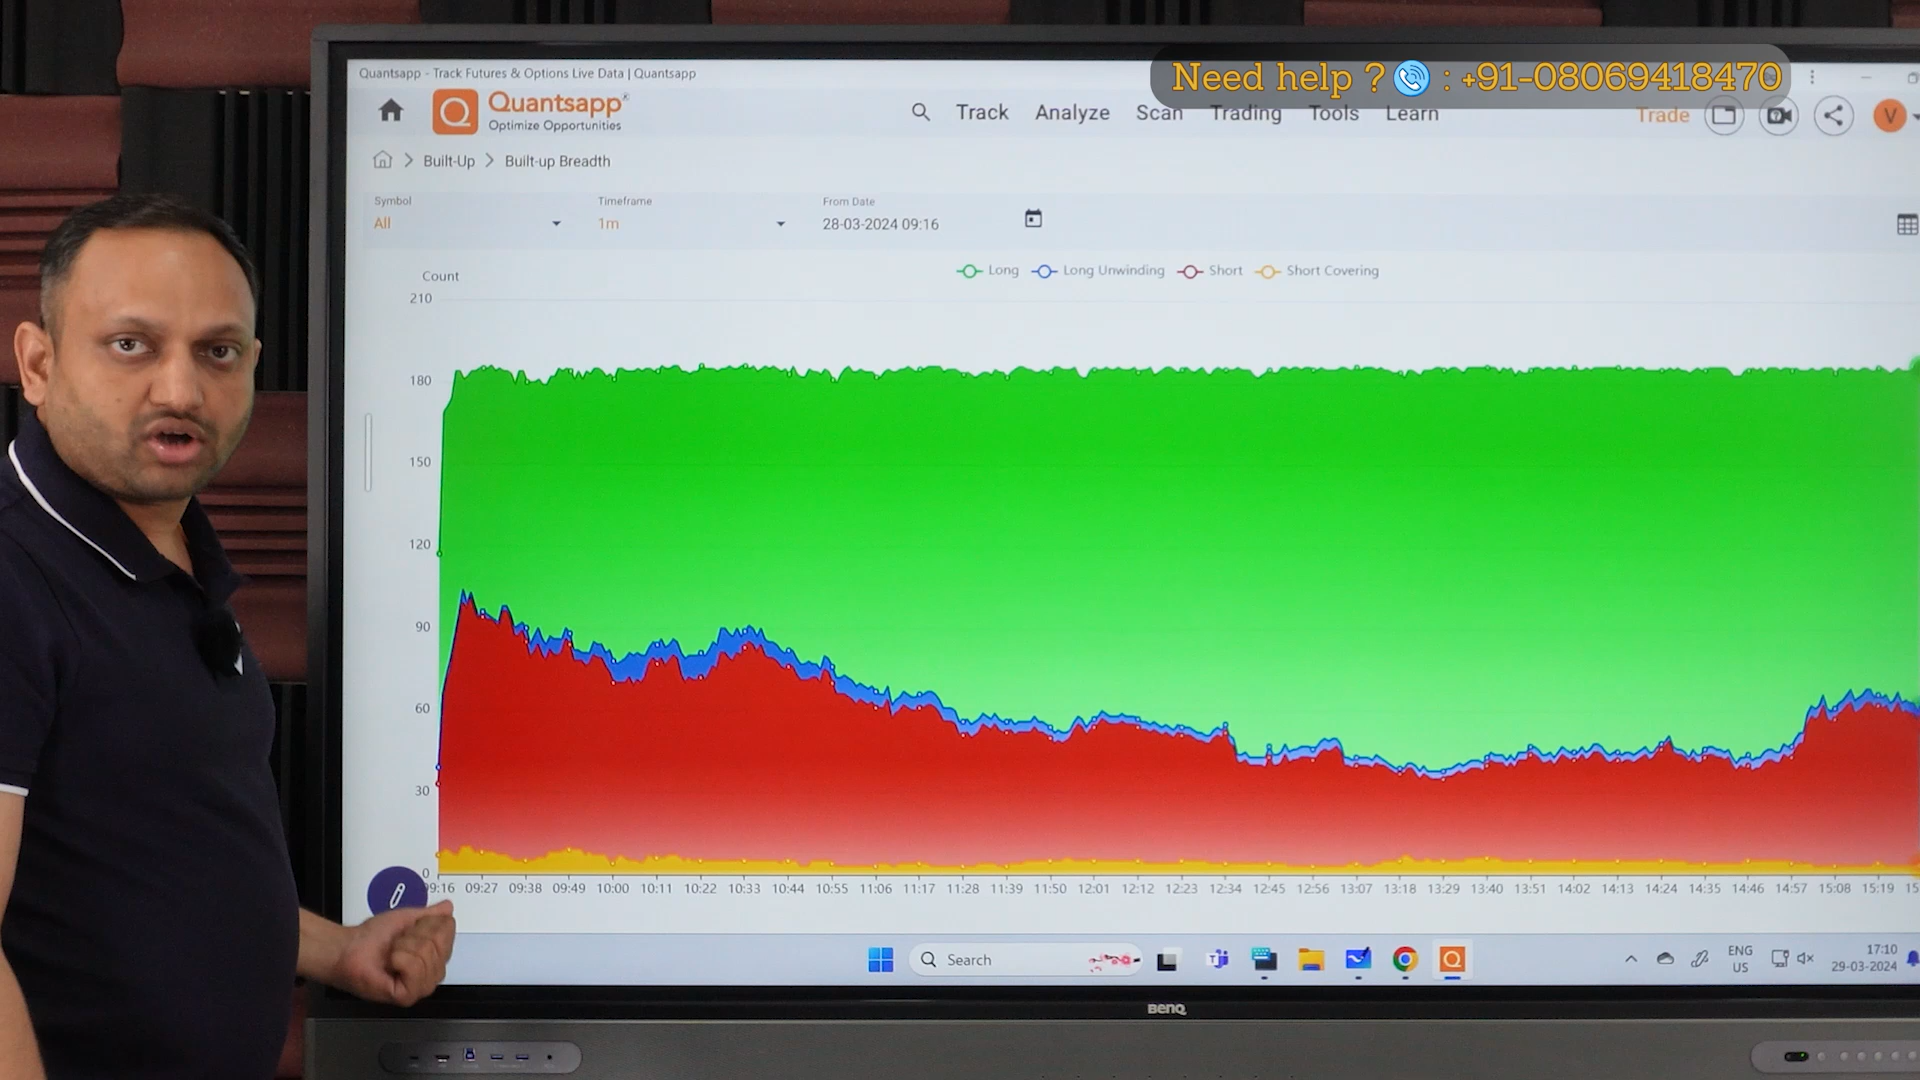 Need help ? : +91-08069418470
Quantsapp - Track Futures & Options Live Data | Quantsapp
Quantsapp
Optimize Opportunities
Track Analyze Scan Trading Tools Learn Trade V
Built-Up Built-up Breadth
Symbol Timeframe From Date
All 1m 28-03-2024 09:16
Long Long Unwinding Short Short Covering
Count
210
180
150
120
90
60
30
0
09:16 09:27 09:38 09:49 10:00 10:11 10:22 10:33 10:44 10:55 11:06 11:17 11:28 11:39 11:50 12:01 12:12 12:23 12:34 12:45 12:56 13:07 13:18 13:29 13:40 13:51 14:02 14:13 14:24 14:35 14:46 14:57 15:08 15:19 15
Search
ENG
US
17:10
29-03-2024
BenQ